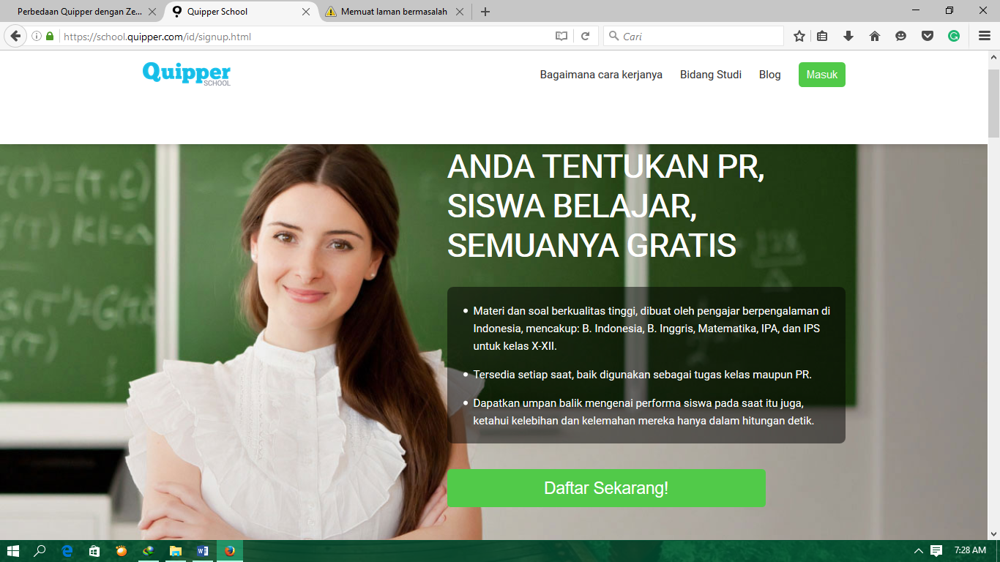 Perbedaan Quipper dengan Ze...
Quipper School
Memuat laman bermasalah
https://school.quipper.com/id/signup.html
Cari
Quipper
SCHOOL
Bagaimana cara kerjanya
Bidang Studi
Blog
Masuk
ANDA TENTUKAN PR,
SISWA BELAJAR,
SEMUANYA GRATIS
• Materi dan soal berkualitas tinggi, dibuat oleh pengajar berpengalaman di
Indonesia, mencakup: B. Indonesia, B. Inggris, Matematika, IPA, dan IPS
untuk kelas X-XII.
• Tersedia setiap saat, baik digunakan sebagai tugas kelas maupun PR.
• Dapatkan umpan balik mengenai performa siswa pada saat itu juga,
ketahui kelebihan dan kelemahan mereka hanya dalam hitungan detik.
Daftar Sekarang!
7:28 AM